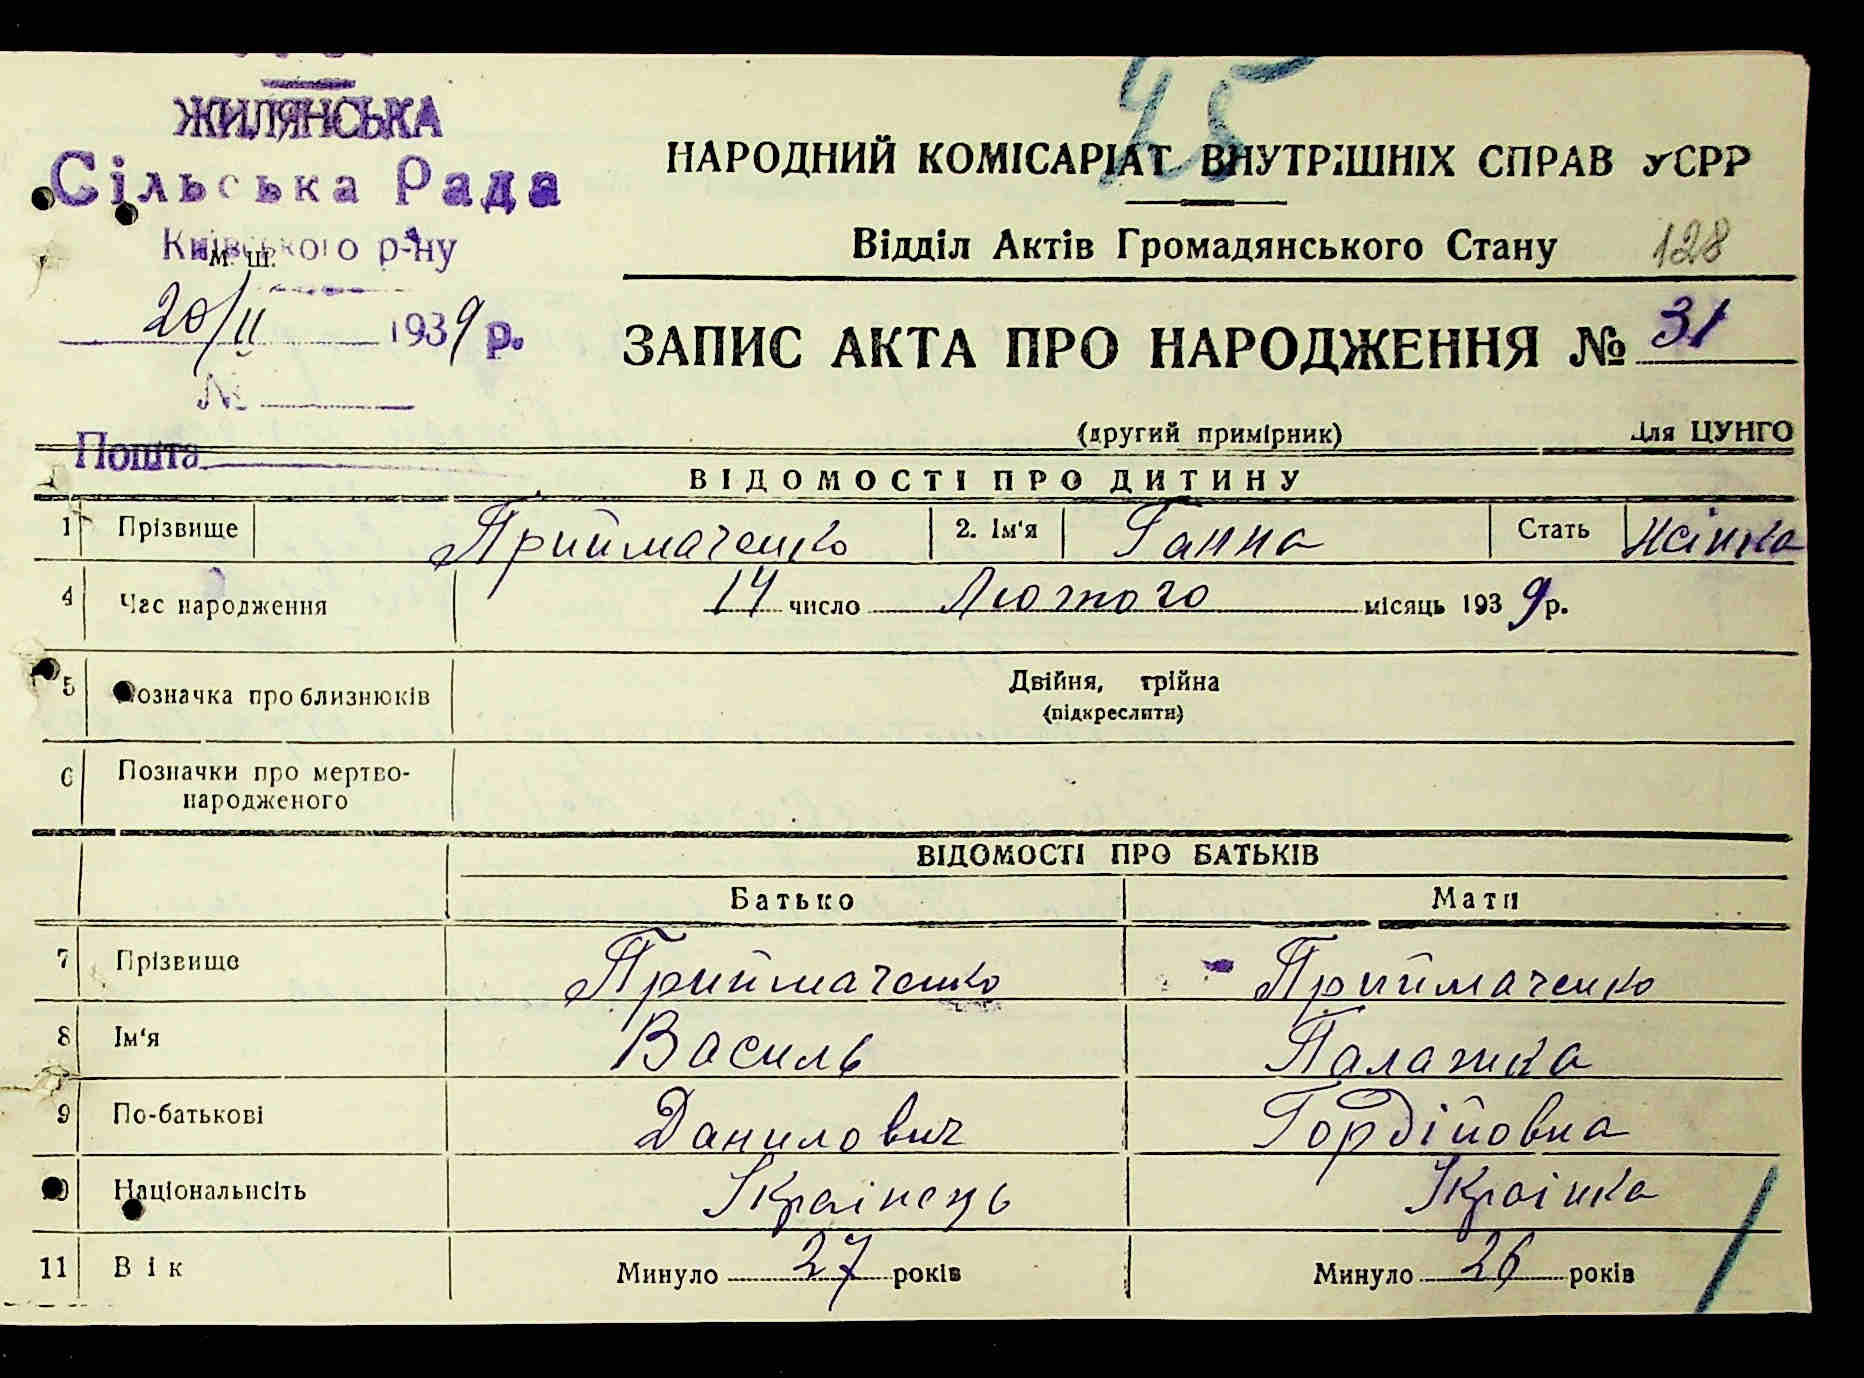 ЖИЛЯНСЬКА
Сільська Рада
Київського р-ну
м. ш.
20/II 1939 р.
№
Пошта
45
НАРОДНИЙ КОМІСАРІАТ ВНУТРІШНІХ СПРАВ УСРР
Відділ Актів Громадянського Стану 128
ЗАПИС АКТА ПРО НАРОДЖЕННЯ № 31
(другий примірник) Для ЦУНГО
ВІДОМОСТІ ПРО ДИТИНУ
1 Прізвище Приймаченко 2. Ім'я Ганна Стать Жінка
4 Час народження 14 число Лютого місяць 1939 р.
5 Позначка про близнюків Двійня, трійна
(підкреслити)
6 Позначки про мертво-
народженого
ВІДОМОСТІ ПРО БАТЬКІВ
Батько Мати
7 Прізвище Приймаченко Приймаченко
8 Ім'я Василь Палажка
9 По-батькові Данилович Гордійовна
10 Національність Українець Українка
11 Вік Минуло 27 років Минуло 26 років